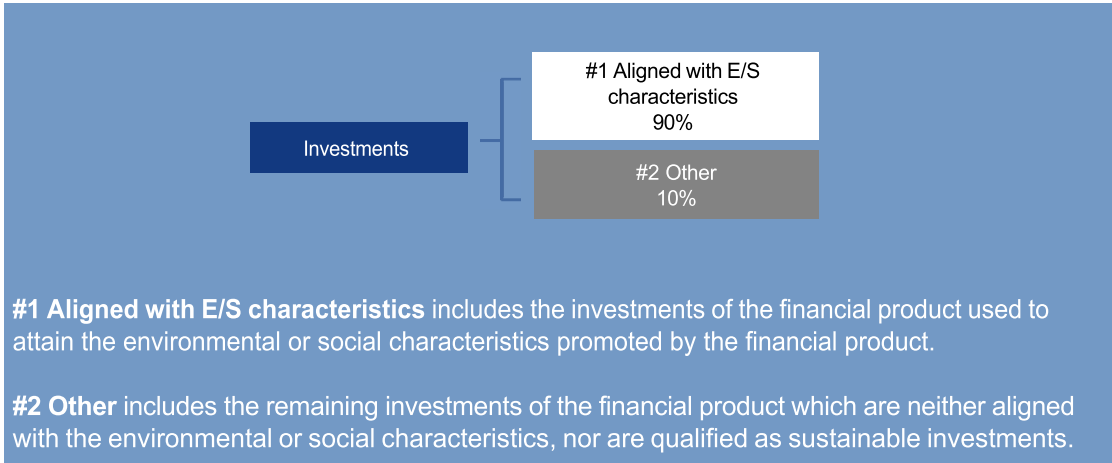 #1 Aligned with E/S
characteristics
90%
Investments
#2 Other
10%
#1 Aligned with E/S characteristics includes the investments of the financial product used to
attain the environmental or social characteristics promoted by the financial product.
#2 Other includes the remaining investments of the financial product which are neither aligned
with the environmental or social characteristics, nor are qualified as sustainable investments.